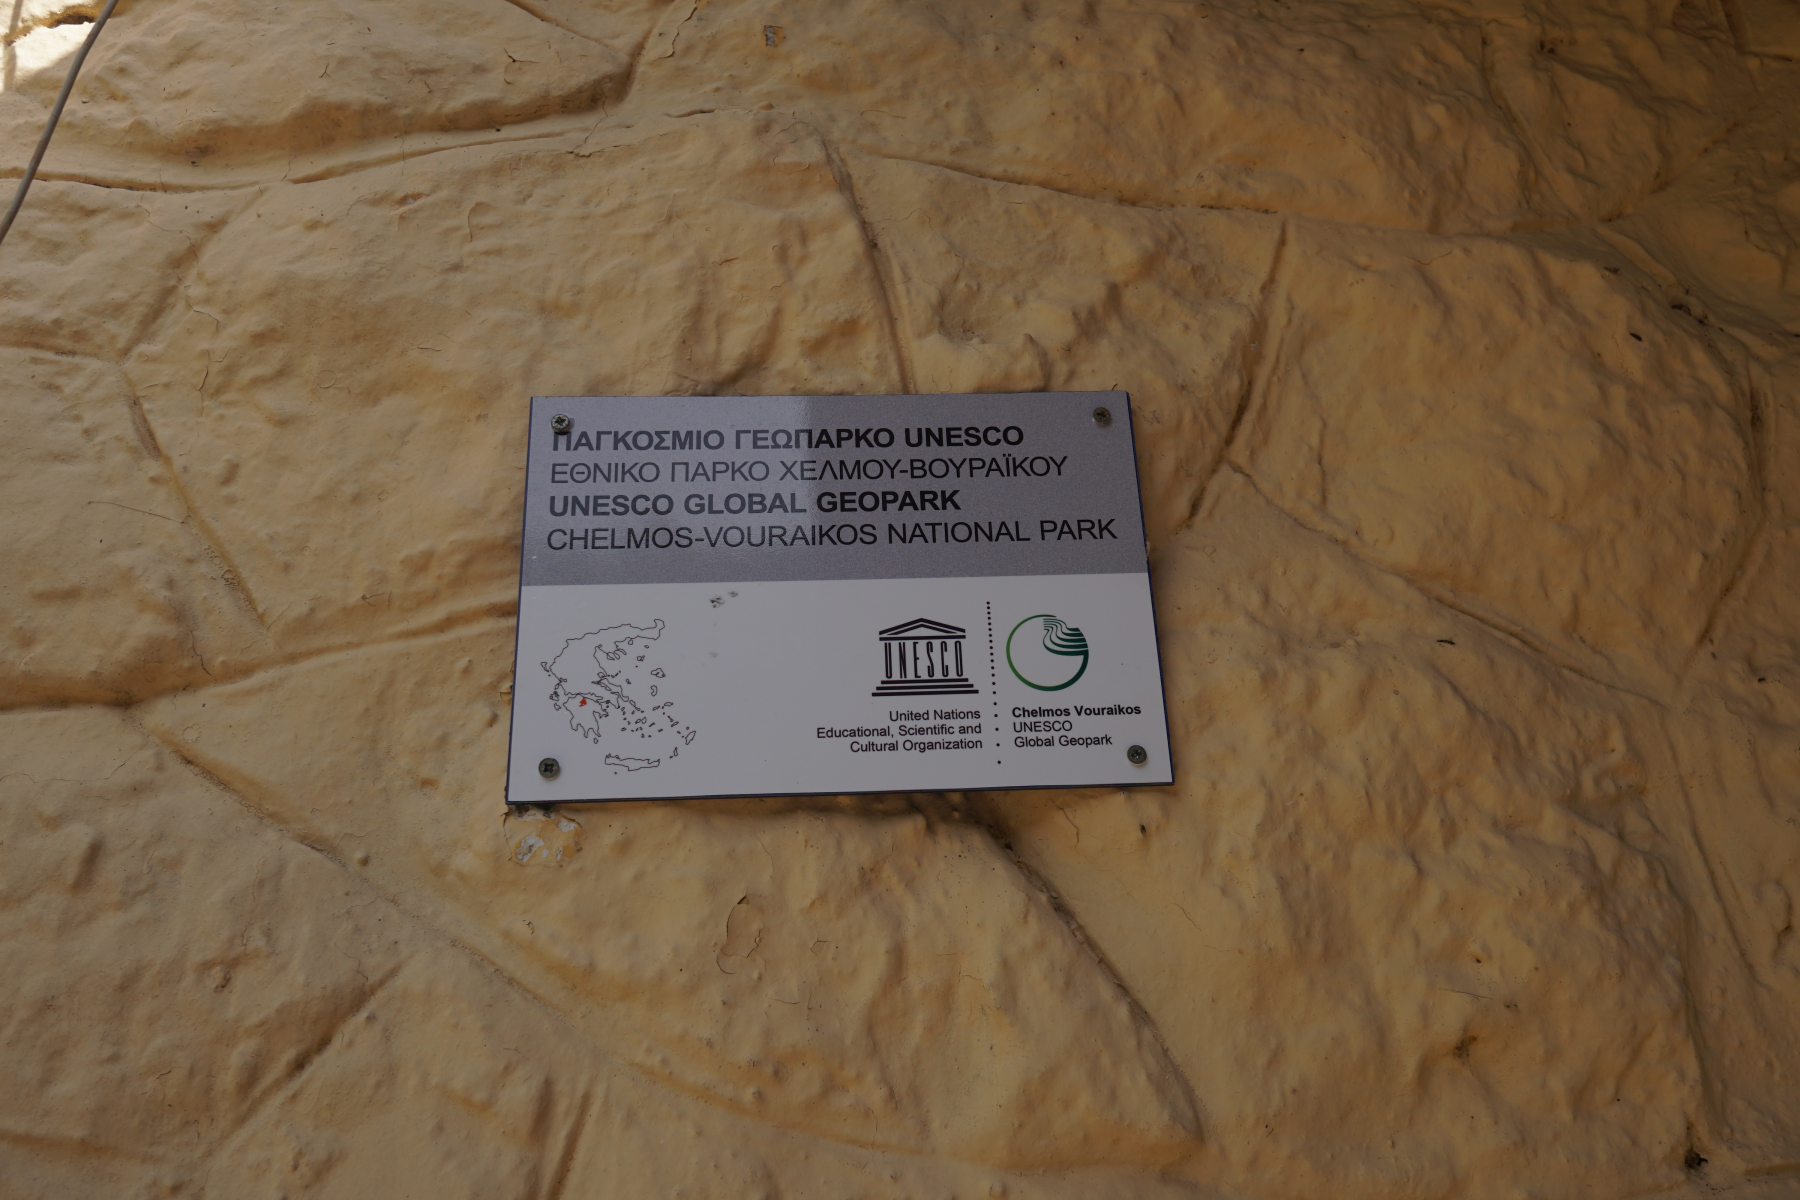 ΠΑΓΚΟΣΜΙΟ ΓΕΩΠΑΡΚΟ UNESCO
ΕΘΝΙΚΟ ΠΑΡΚΟ ΧΕΛΜΟΥ-ΒΟΥΡΑΪΚΟΥ
UNESCO GLOBAL GEOPARK
CHELMOS-VOURAIKOS NATIONAL PARK
UNESCO
United Nations
Educational, Scientific and
Cultural Organization
Chelmos Vouraikos
UNESCO
Global Geopark